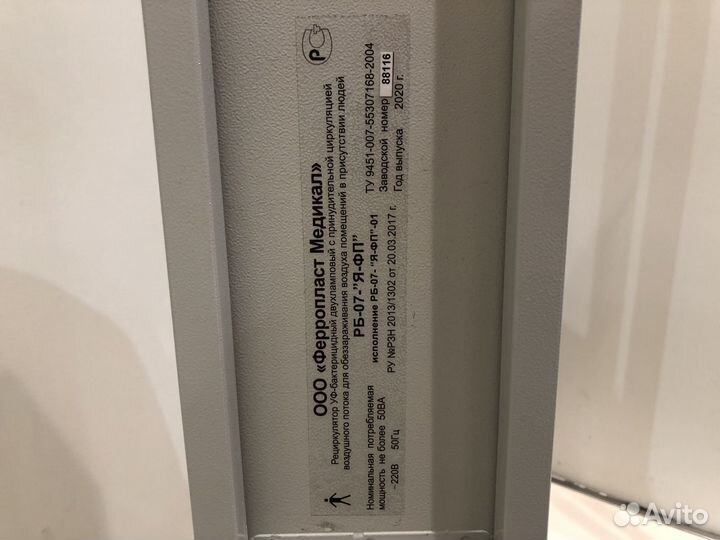 ООО «Ферропласт Медикал»
Рециркулятор УФ-бактерицидный двухламповый с принудительной циркуляцией
воздушного потока для обеззараживания воздуха помещений в присутствии людей
РБ-07-"Я-ФП"
исполнение РБ-07- "Я-ФП"-01
РУ №РЗН 2013/1302 от 20.03.2017 г.
Номинальная потребляемая
мощность не более 50ВА
~220В 50Гц
ТУ 9451-007-55307168-2004
Заводской номер 88116
Год выпуска 2020 г.
РС
Avito